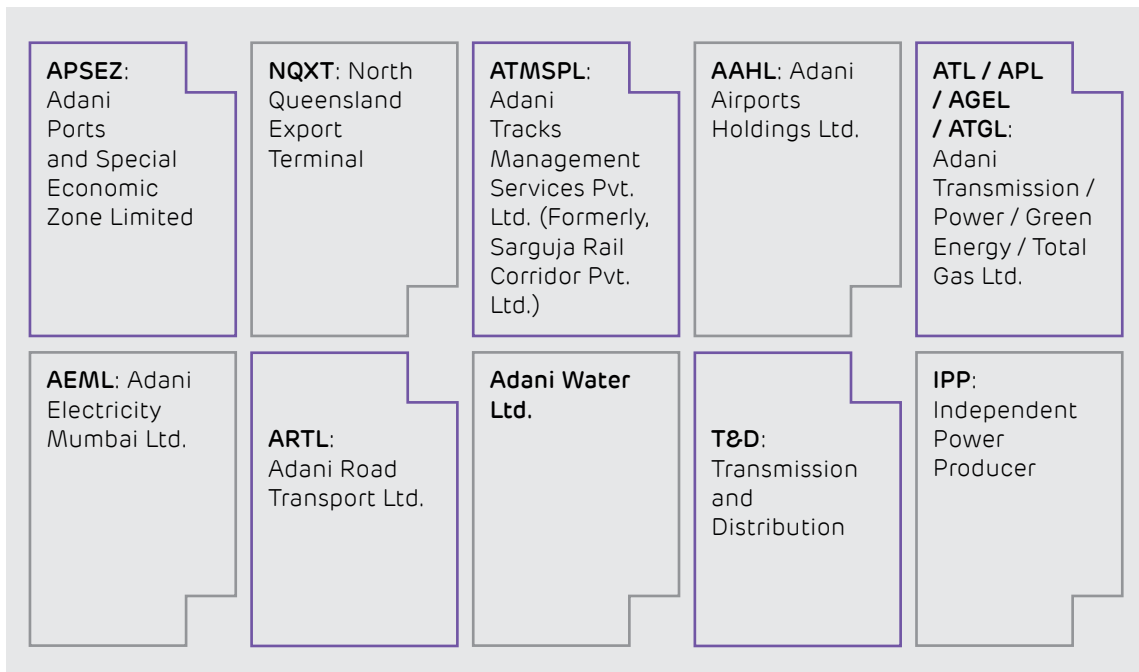 APSEZ:
Adani
Ports
and Special
Economic
Zone Limited
NQXT: North
Queensland
Export
Terminal
ATMSPL:
Adani
Tracks
Management
Services Pvt.
Ltd. (Formerly,
Sarguja Rail
Corridor Pvt.
Ltd.)
AAHL: Adani
Airports
Holdings Ltd.
ATL / APL
/ AGEL
/ ATGL:
Adani
Transmission /
Power / Green
Energy / Total
Gas Ltd.
AEML: Adani
Electricity
Mumbai Ltd.
ARTL:
Adani Road
Transport Ltd.
Adani Water
Ltd.
T&D:
Transmission
and
Distribution
IPP:
Independent
Power
Producer